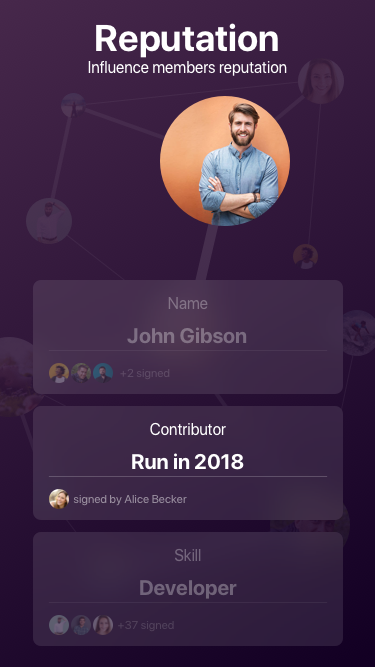 Reputation
Influence members reputation
Name
John Gibson
+2 signed
Contributor
Run in 2018
signed by Alice Becker
Skill
Developer
+37 signed